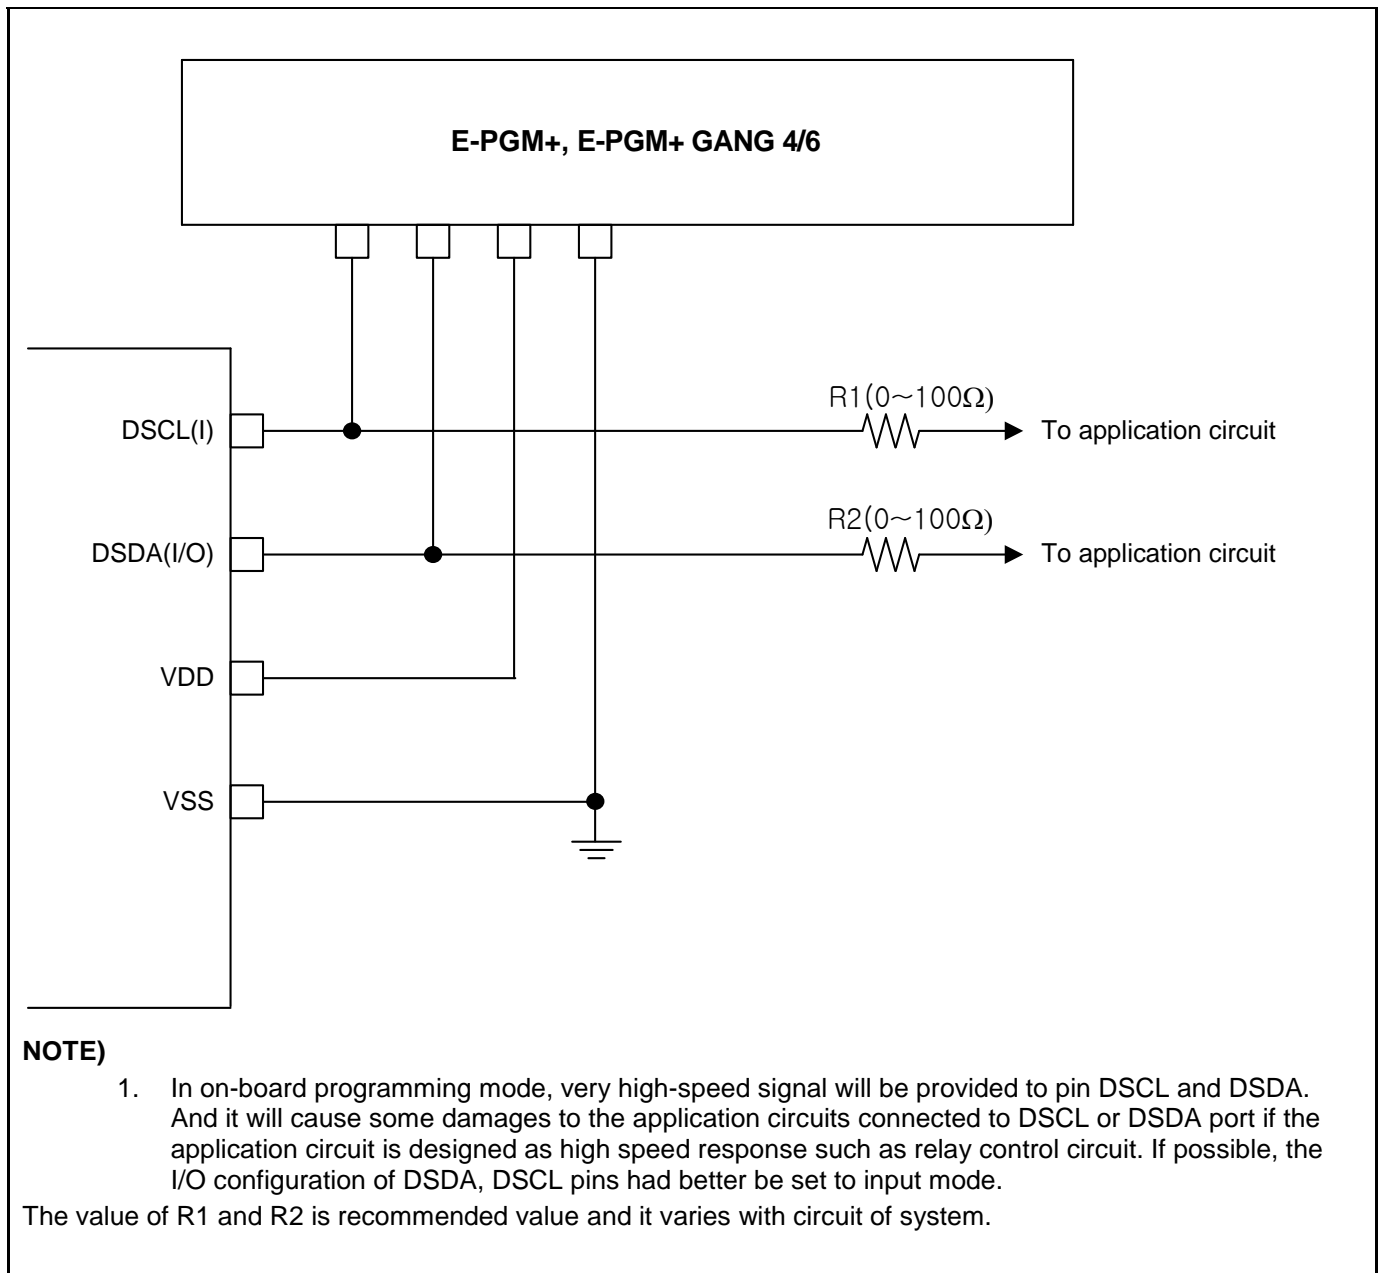 E-PGM+, E-PGM+ GANG 4/6
R1(0~100Ω)
DSCL(I)
To application circuit
R2(0~100Ω)
DSDA(I/O)
To application circuit
VDD
VSS
NOTE)
1. In on-board programming mode, very high-speed signal will be provided to pin DSCL and DSDA.
And it will cause some damages to the application circuits connected to DSCL or DSDA port if the
application circuit is designed as high speed response such as relay control circuit. If possible, the
I/O configuration of DSDA, DSCL pins had better be set to input mode.
The value of R1 and R2 is recommended value and it varies with circuit of system.